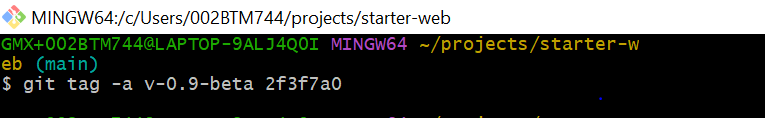 MINGW64:/c/Users/002BTM744/projects/starter-web
GMX+002BTM744@LAPTOP-9ALJ4Q0I MINGW64 ~/projects/starter-w
eb (main)
$ git tag -a v-0.9-beta 2f3f7a0